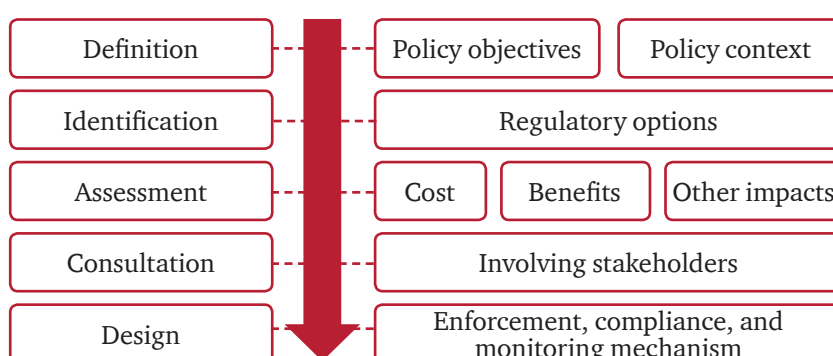 Definition
Policy objectives
Policy context
Identification
Regulatory options
Assessment
Cost
Benefits
Other impacts
Consultation
Involving stakeholders
Design
Enforcement, compliance, and
monitoring mechanism